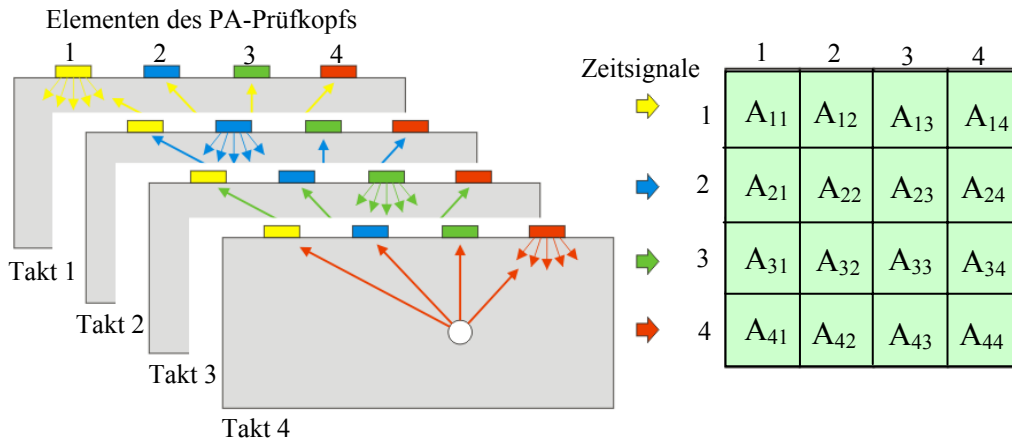 Elementen des PA-Prüfkopfs
1 2 3 4
Takt 1
Takt 2
Takt 3
Takt 4
Zeitsignale
1 2 3 4
1 A11 A12 A13 A14
2 A21 A22 A23 A24
3 A31 A32 A33 A34
4 A41 A42 A43 A44